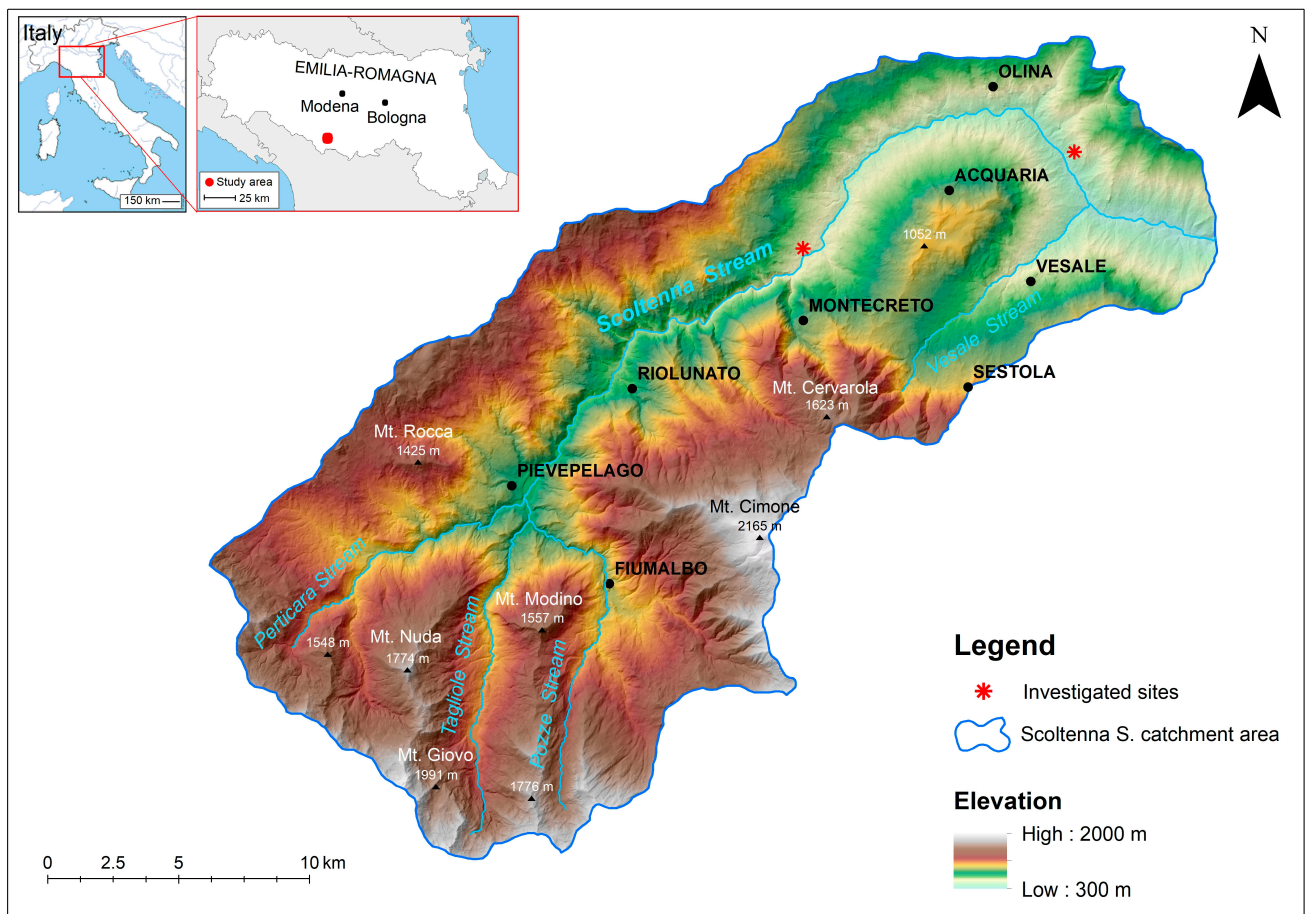 Italy
150 km
EMILIA-ROMAGNA
Modena
Bologna
Study area
25 km
N
OLINA
ACQUARIA
1052 m
VESALE
Scoltenna Stream
MONTECRETO
Vesale Stream
SESTOLA
RIOLUNATO
Mt. Cervarola
1623 m
Mt. Rocca
1425 m
PIEVEPELAGO
Mt. Cimone
2165 m
FIUMALBO
Perticara Stream
Mt. Modino
1557 m
1548 m
Mt. Nuda
1774 m
Tagliole Stream
Pozze Stream
Mt. Giovo
1991 m
1776 m
Legend
Investigated sites
Scoltenna S. catchment area
Elevation
High : 2000 m
Low : 300 m
0 2.5 5 10 km